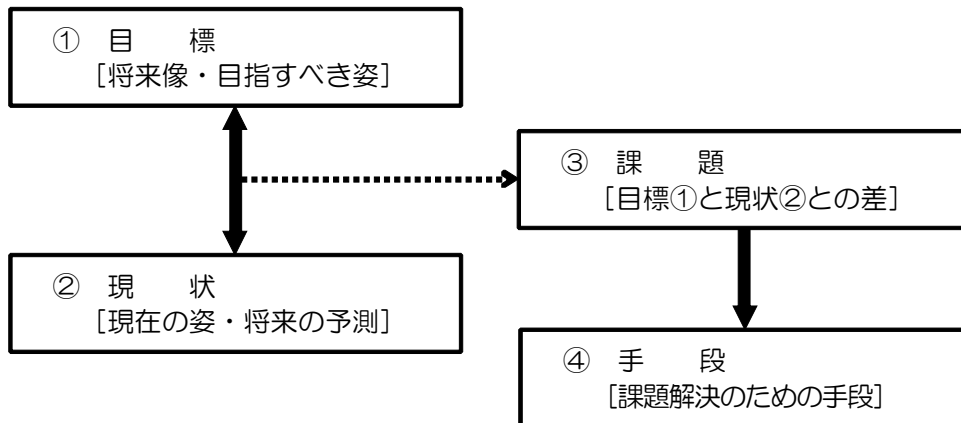 ① 目　　標
［将来像・目指すべき姿］
② 現　　状
［現在の姿・将来の予測］
③ 課　　題
［目標①と現状②との差］
④ 手　　段
［課題解決のための手段］